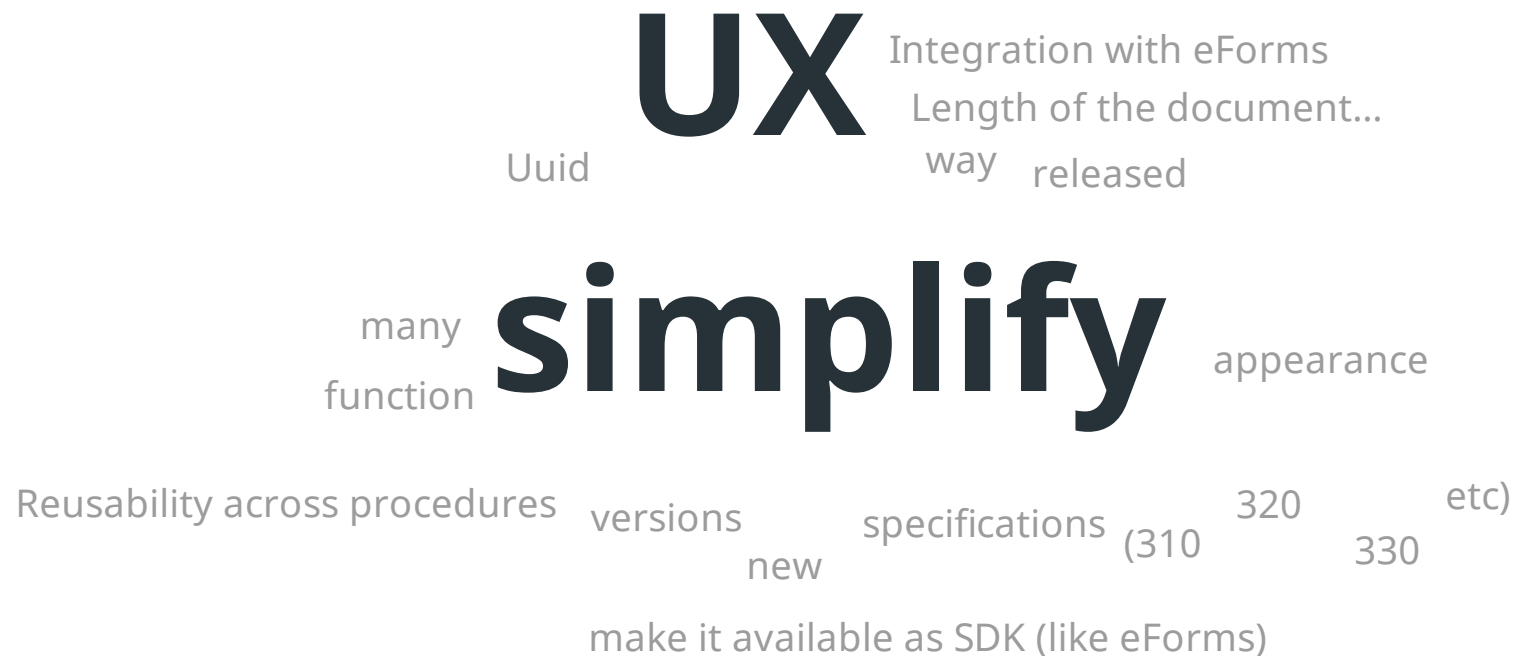 UX
Integration with eForms
Length of the document...
Uuid
way
released
simplify
many
appearance
function
Reusability across procedures
versions
specifications
(310
320
330
etc)
new
make it available as SDK (like eForms)